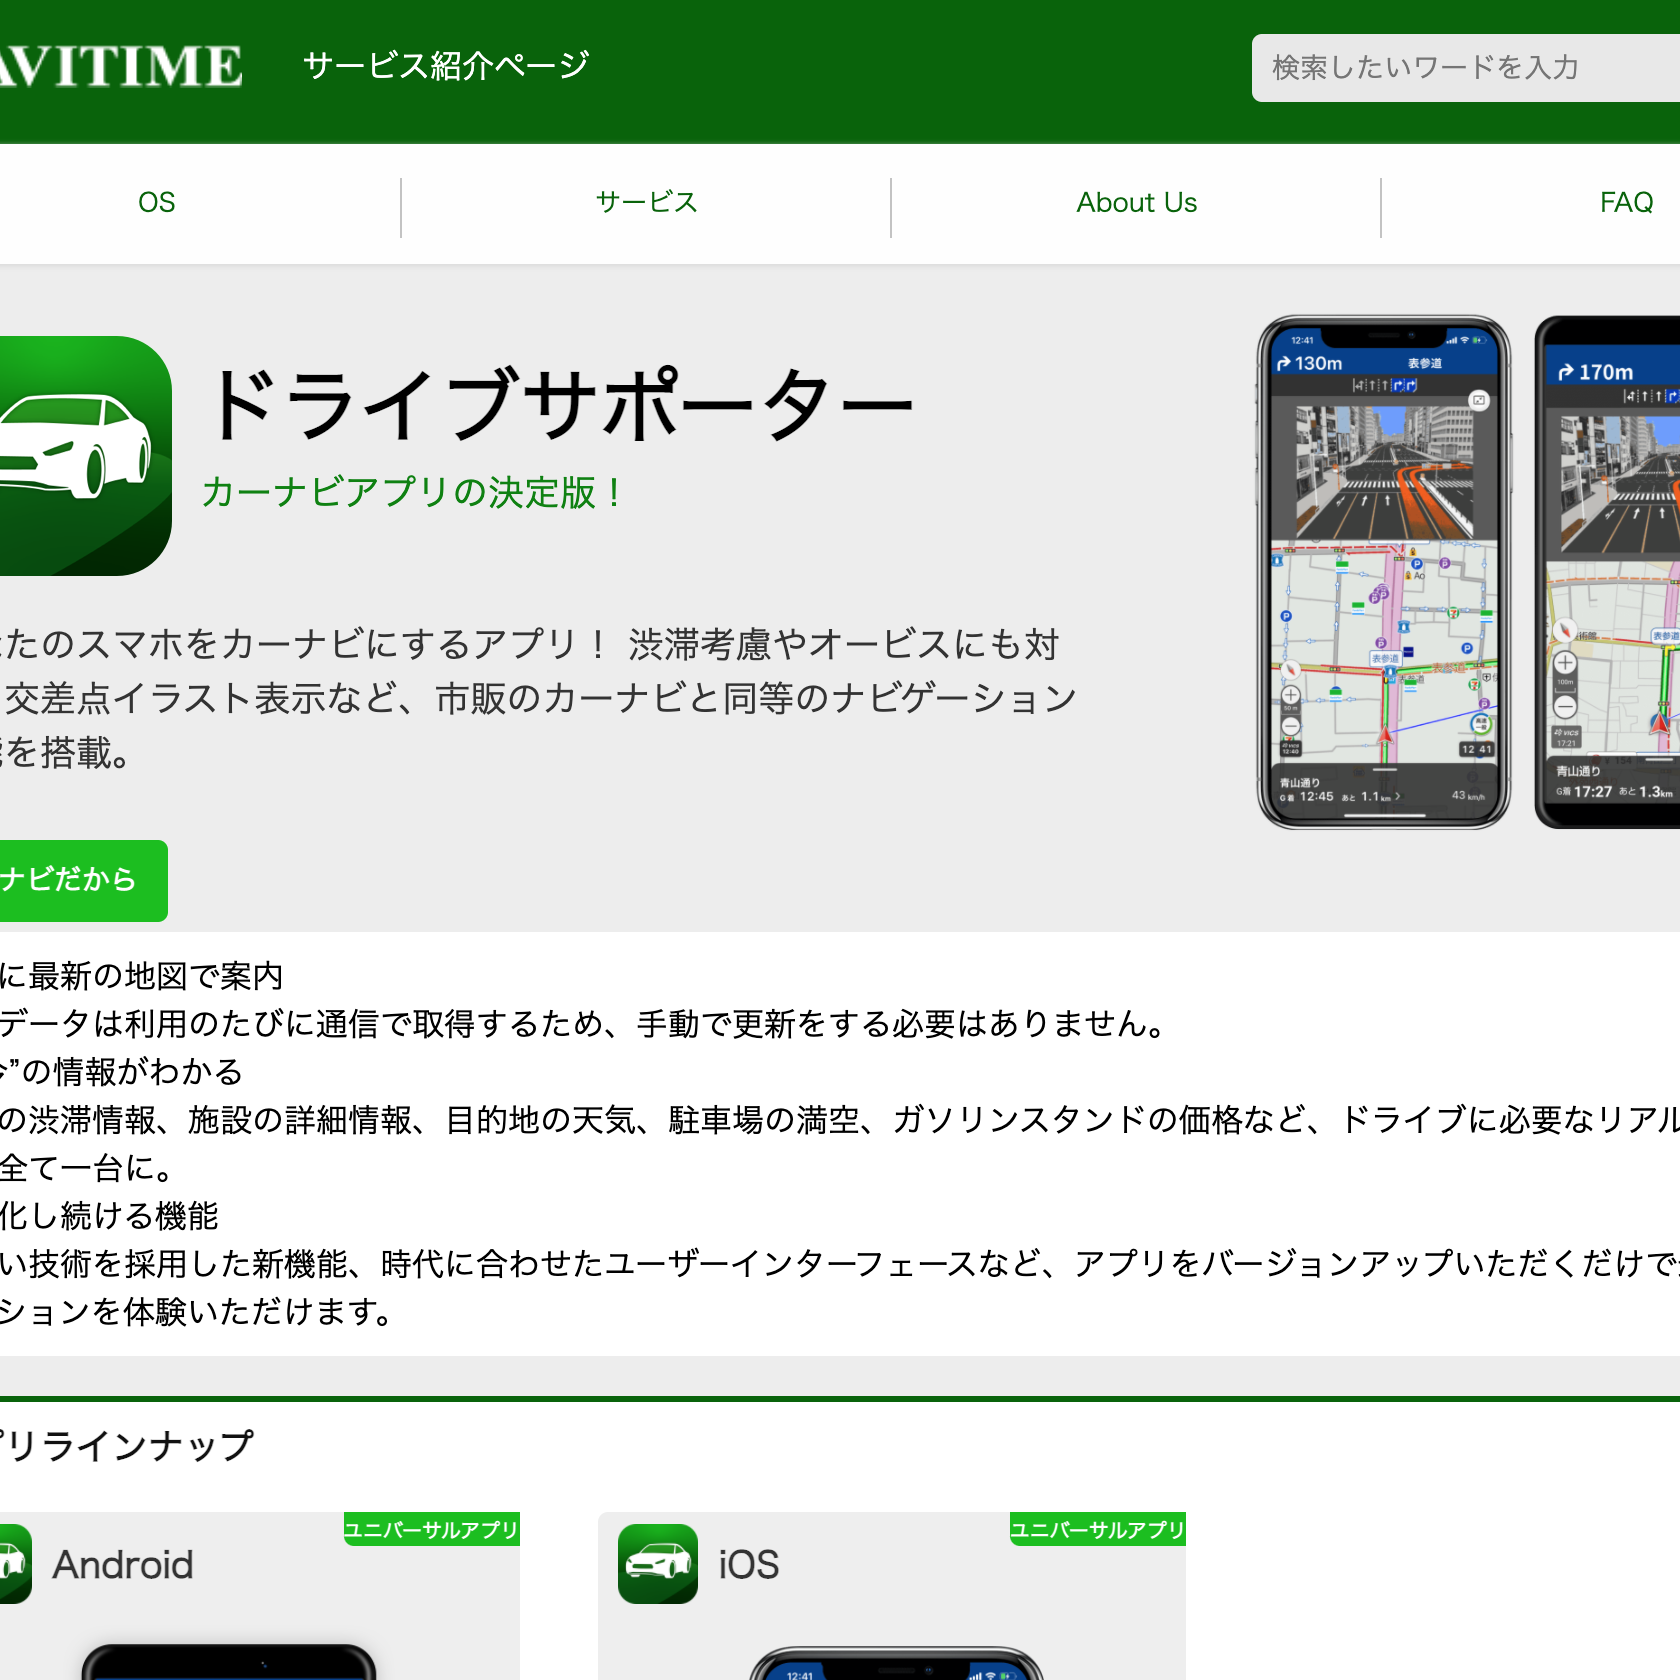 AVITIME サービス紹介ページ
検索したいワードを入力
OS
サービス
About Us
FAQ
ドライブサポーター
カーナビアプリの決定版！
たのスマホをカーナビにするアプリ！ 渋滞考慮やオービスにも対
交差点イラスト表示など、市販のカーナビと同等のナビゲーション
を搭載。
ナビだから
12:41
130m 表参道
表参道
50 m
VICS
12:40
12 41
青山通り
G着 12:45 あと 1.1km
43 km/h
170m
表参道
100m
VICS
17:21
青山通り
G着 17:27 あと 1.3km
に最新の地図で案内
データは利用のたびに通信で取得するため、手動で更新をする必要はありません。
”の情報がわかる
の渋滞情報、施設の詳細情報、目的地の天気、駐車場の満空、ガソリンスタンドの価格など、ドライブに必要なリアル
全て一台に。
化し続ける機能
い技術を採用した新機能、時代に合わせたユーザーインターフェースなど、アプリをバージョンアップいただくだけで
ションを体験いただけます。
リラインナップ
Android
ユニバーサルアプリ
iOS
ユニバーサルアプリ
12:41